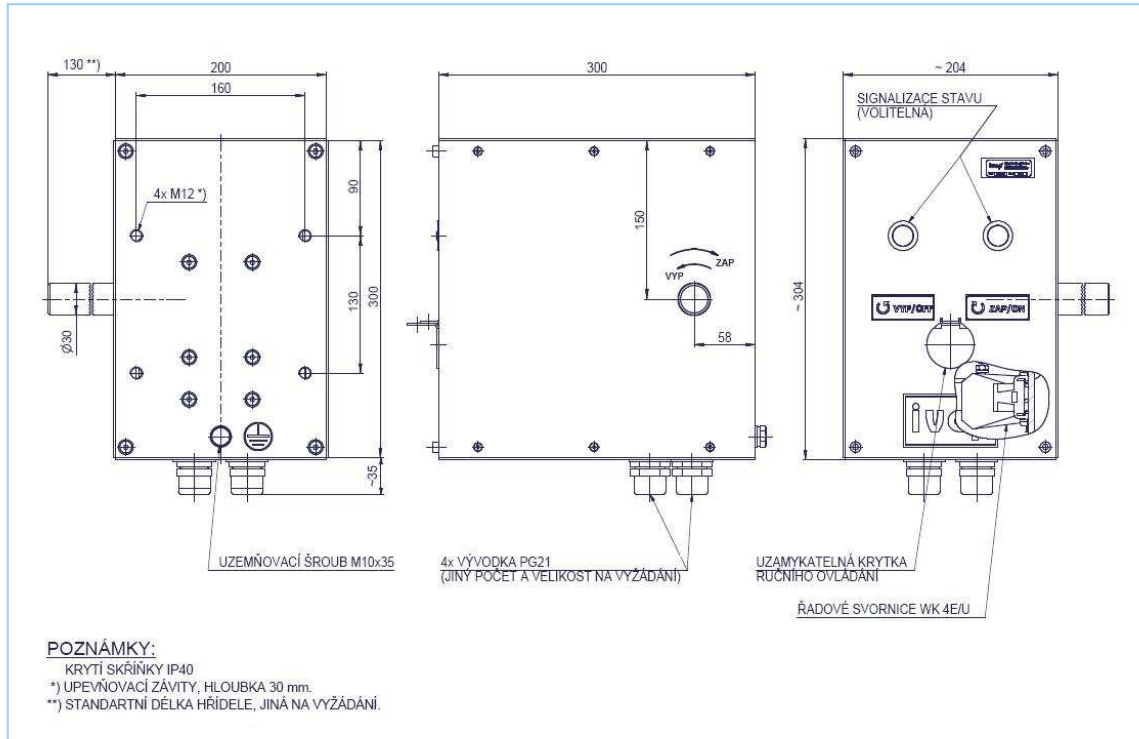 130 **)
200
160
300
~ 204
SIGNALIZACE STAVU
(VOLITELNÁ)
4x M12 *)
90
130
300
Ø30
~35
150
VYP
ZAP
58
~ 304
VYP/OFF
ZAP/ON
UZEMŇOVACÍ ŠROUB M10x35
4x VÝVODKA PG21
(JINÝ POČET A VELIKOST NA VYŽÁDÁNÍ)
UZAMYKATELNÁ KRYTKA
RUČNÍHO OVLÁDÁNÍ
ŘADOVÉ SVORNICE WK 4E/U
POZNÁMKY:
KRYTÍ SKŘÍŇKY IP40
*) UPEVŇOVACÍ ZÁVITY, HLOUBKA 30 mm.
**) STANDARTNÍ DÉLKA HŘÍDELE, JINÁ NA VYŽÁDÁNÍ.